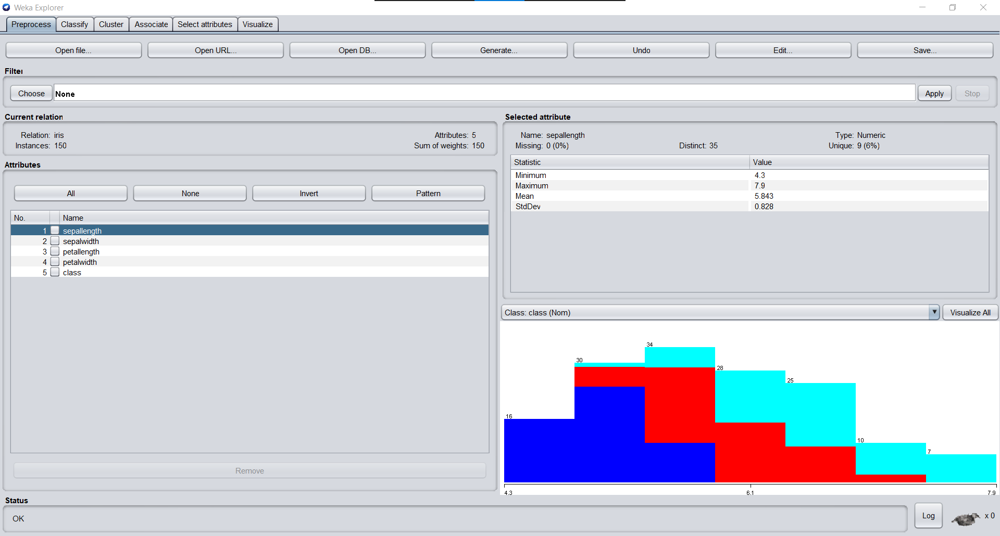 Weka Explorer
Preprocess Classify Cluster Associate Select attributes Visualize
Open file... Open URL... Open DB... Generate... Undo Edit... Save...
Filter
Choose None Apply Stop
Current relation
Relation: iris Attributes: 5
Instances: 150 Sum of weights: 150
Attributes
All None Invert Pattern
No. Name
1 sepallength
2 sepalwidth
3 petallength
4 petalwidth
5 class
Remove
Selected attribute
Name: sepallength Type: Numeric
Missing: 0 (0%) Distinct: 35 Unique: 9 (6%)
Statistic Value
Minimum 4.3
Maximum 7.9
Mean 5.843
StdDev 0.828
Class: class (Nom) Visualize All
34
30
28
25
16
10
7
4.3 6.1 7.9
Status
OK Log x 0